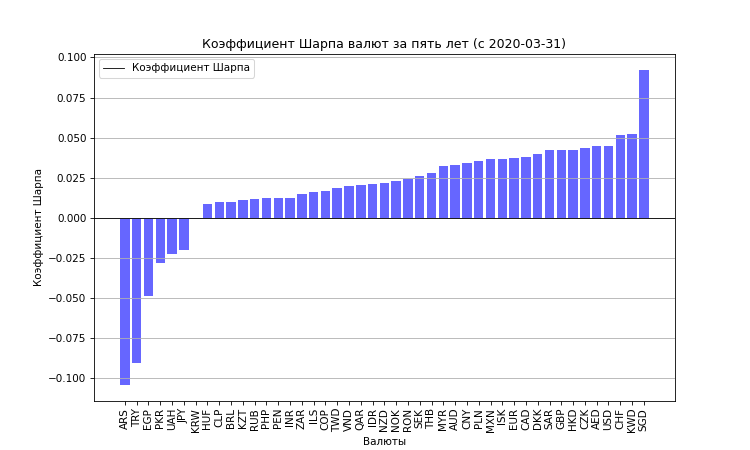 Коэффициент Шарпа валют за пять лет (с 2020-03-31)
Коэффициент Шарпа
0.100
0.075
0.050
0.025
0.000
−0.025
−0.050
−0.075
−0.100
Коэффициент Шарпа
ARS TRY EGP PKR UAH JPY KRW HUF CLP BRL KZT RUB PHP PEN INR ZAR ILS COP TWD VND QAR IDR NZD NOK RON SEK THB MYR AUD CNY PLN MXN ISK EUR CAD DKK SAR GBP HKD CZK AED USD CHF KWD SGD
Валюты